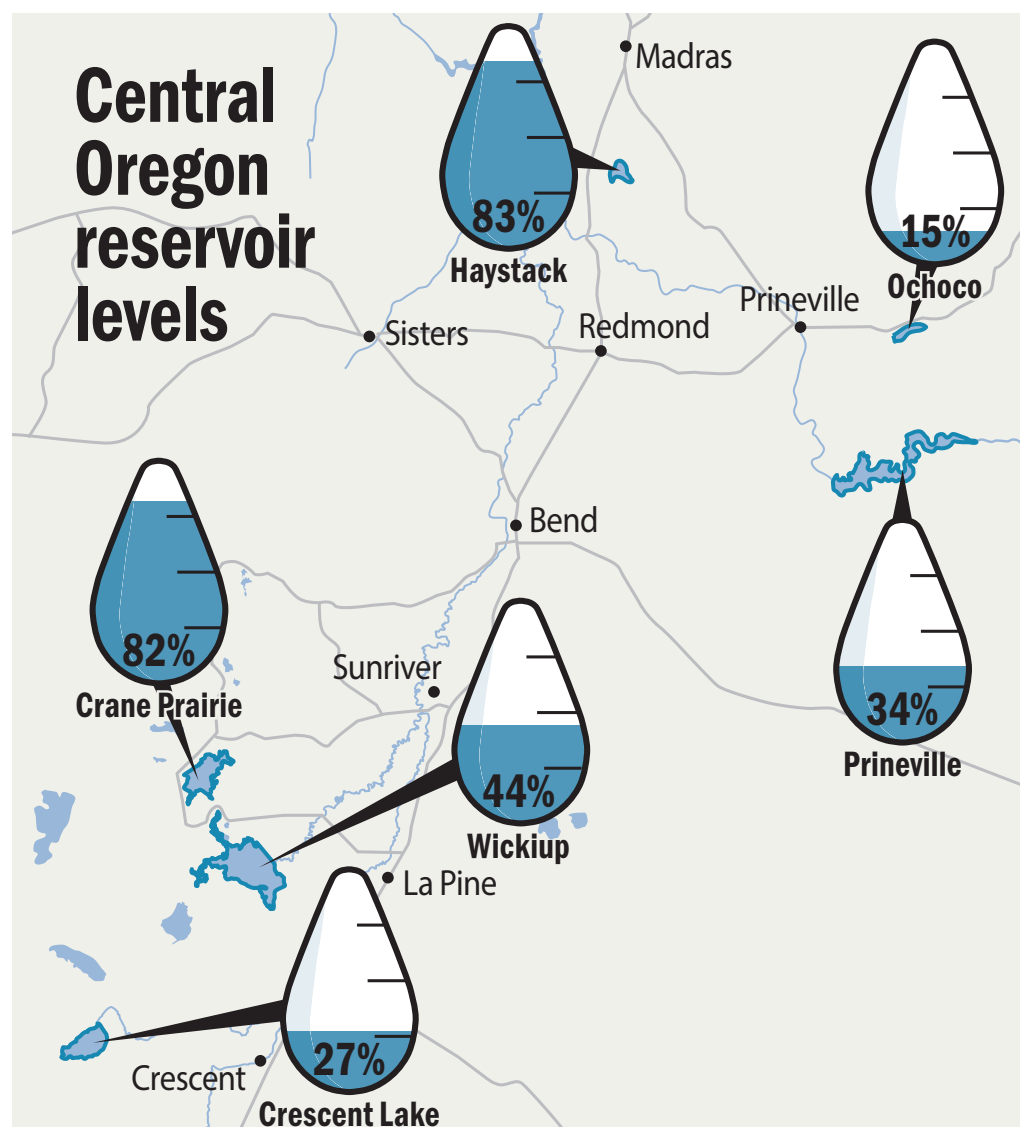 Central
Oregon
reservoir
levels
Madras
83%
Haystack
15%
Ochoco
Prineville
Redmond
Sisters
Bend
82%
Crane Prairie
Sunriver
34%
Prineville
44%
Wickiup
La Pine
27%
Crescent
Crescent Lake